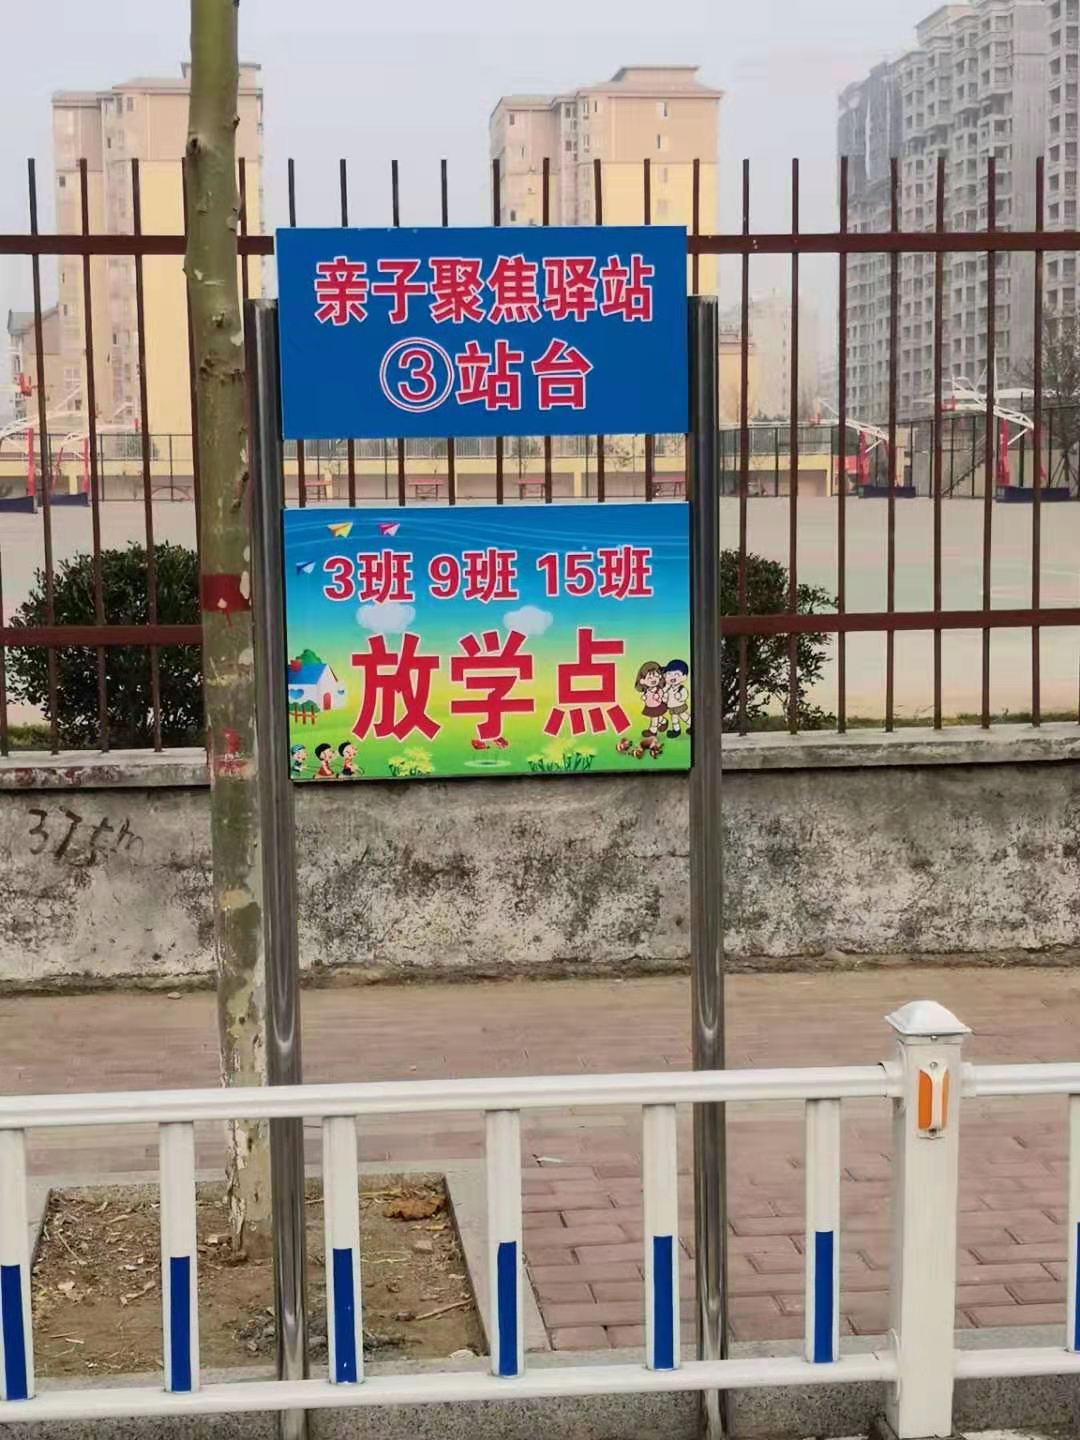 亲子聚焦驿站
③站台
3班 9班 15班
放学点